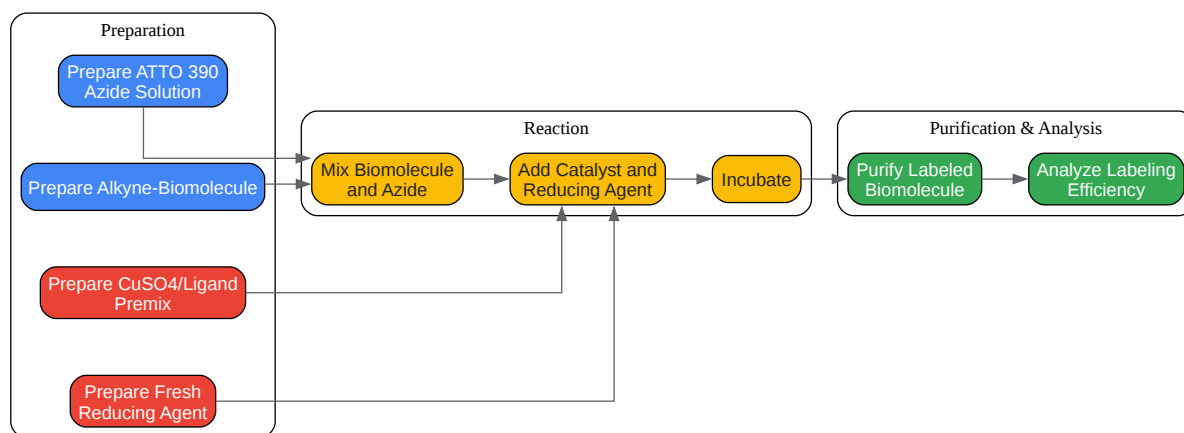 Preparation
Prepare ATTO 390
Azide Solution
Prepare Alkyne-Biomolecule
Prepare CuSO4/Ligand
Premix
Prepare Fresh
Reducing Agent
Reaction
Mix Biomolecule
and Azide
Add Catalyst and
Reducing Agent
Incubate
Purification & Analysis
Purify Labeled
Biomolecule
Analyze Labeling
Efficiency